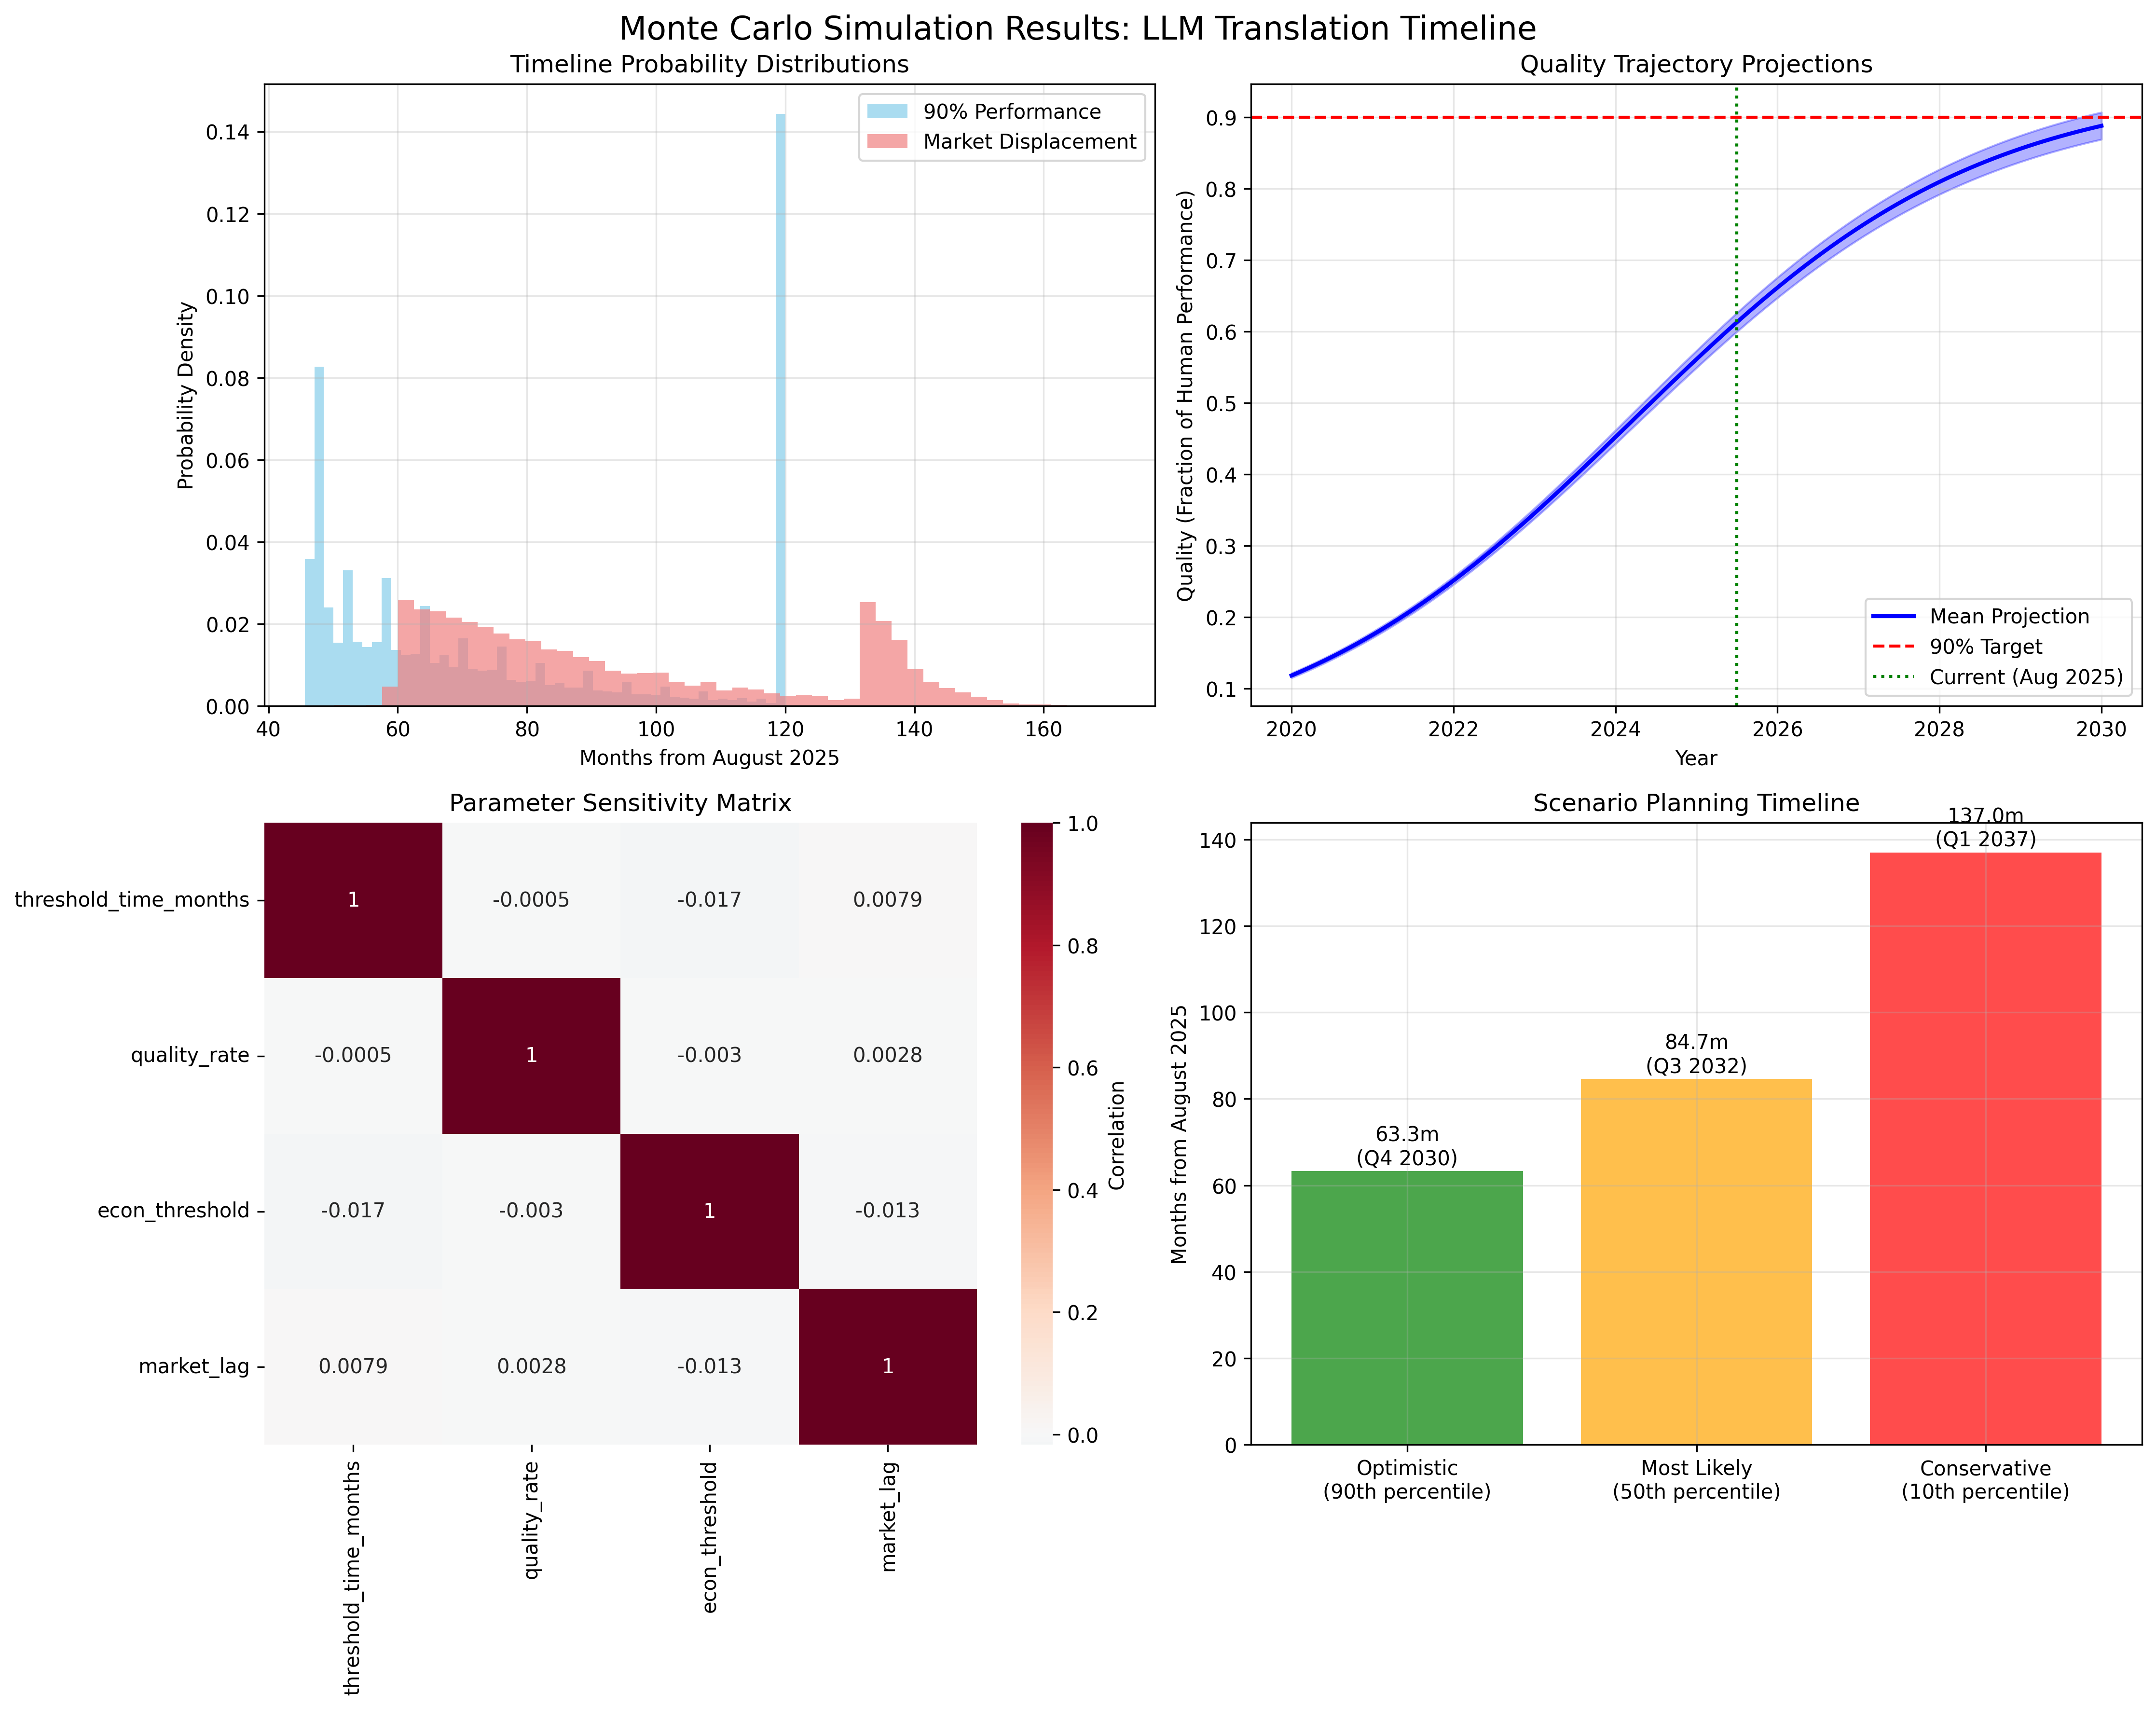 Monte Carlo Simulation Results: LLM Translation Timeline
Timeline Probability Distributions
Probability Density
0.14
0.12
0.10
0.08
0.06
0.04
0.02
0.00
90% Performance
Market Displacement
40 60 80 100 120 140 160
Months from August 2025
Quality Trajectory Projections
Quality (Fraction of Human Performance)
0.9
0.8
0.7
0.6
0.5
0.4
0.3
0.2
0.1
Mean Projection
90% Target
Current (Aug 2025)
2020 2022 2024 2026 2028 2030
Year
Parameter Sensitivity Matrix
threshold_time_months 1 -0.0005 -0.017 0.0079
quality_rate -0.0005 1 -0.003 0.0028
econ_threshold -0.017 -0.003 1 -0.013
market_lag 0.0079 0.0028 -0.013 1
threshold_time_months
quality_rate
econ_threshold
market_lag
1.0
0.8
0.6
0.4
0.2
0.0
Correlation
Scenario Planning Timeline
Months from August 2025
140
120
100
80
60
40
20
0
63.3m
(Q4 2030)
84.7m
(Q3 2032)
137.0m
(Q1 2037)
Optimistic
(90th percentile)
Most Likely
(50th percentile)
Conservative
(10th percentile)